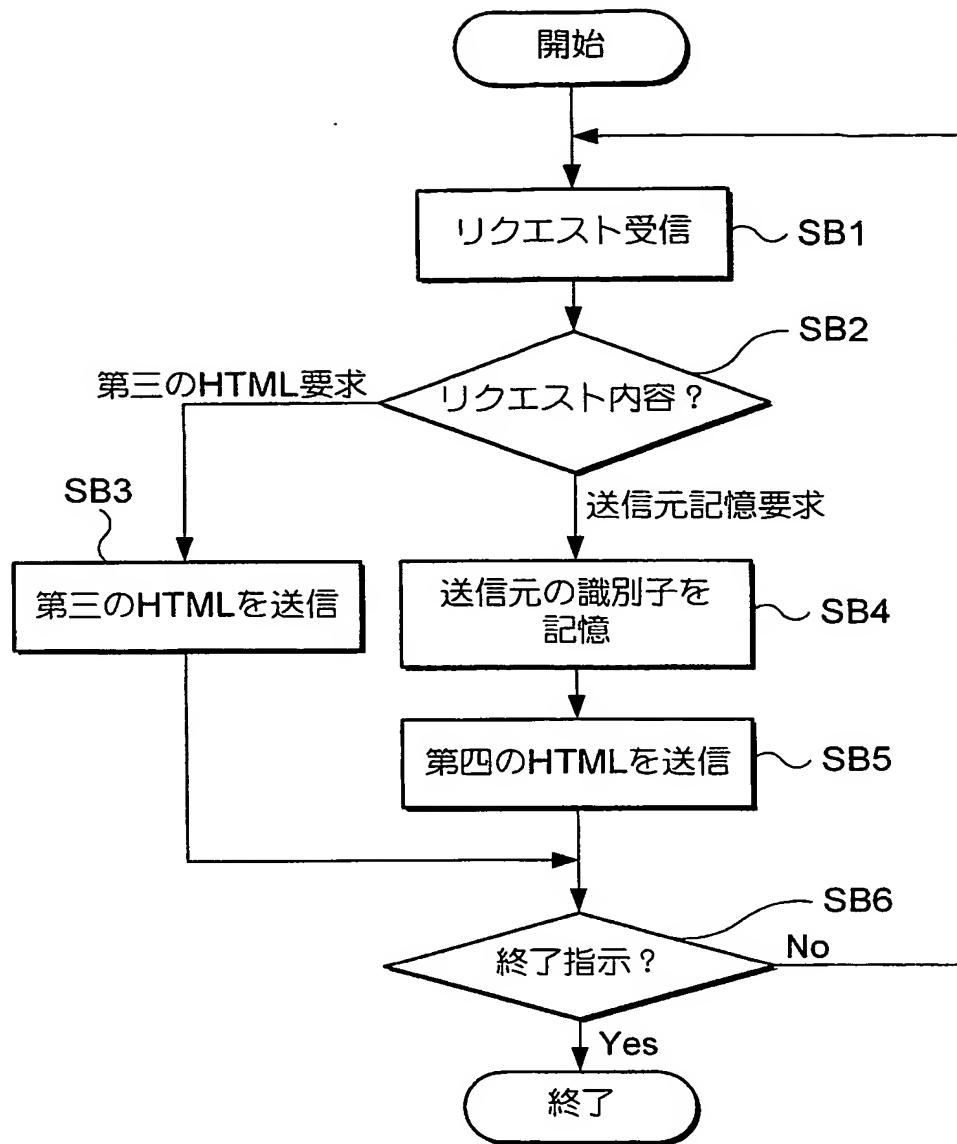 開始
リクエスト受信
SB1
SB2
第三のHTML要求
リクエスト内容?
SB3
送信元記憶要求
第三のHTMLを送信
送信元の識別子を
記憶
SB4
第四のHTMLを送信
SB5
SB6
終了指示?
No
Yes
終了